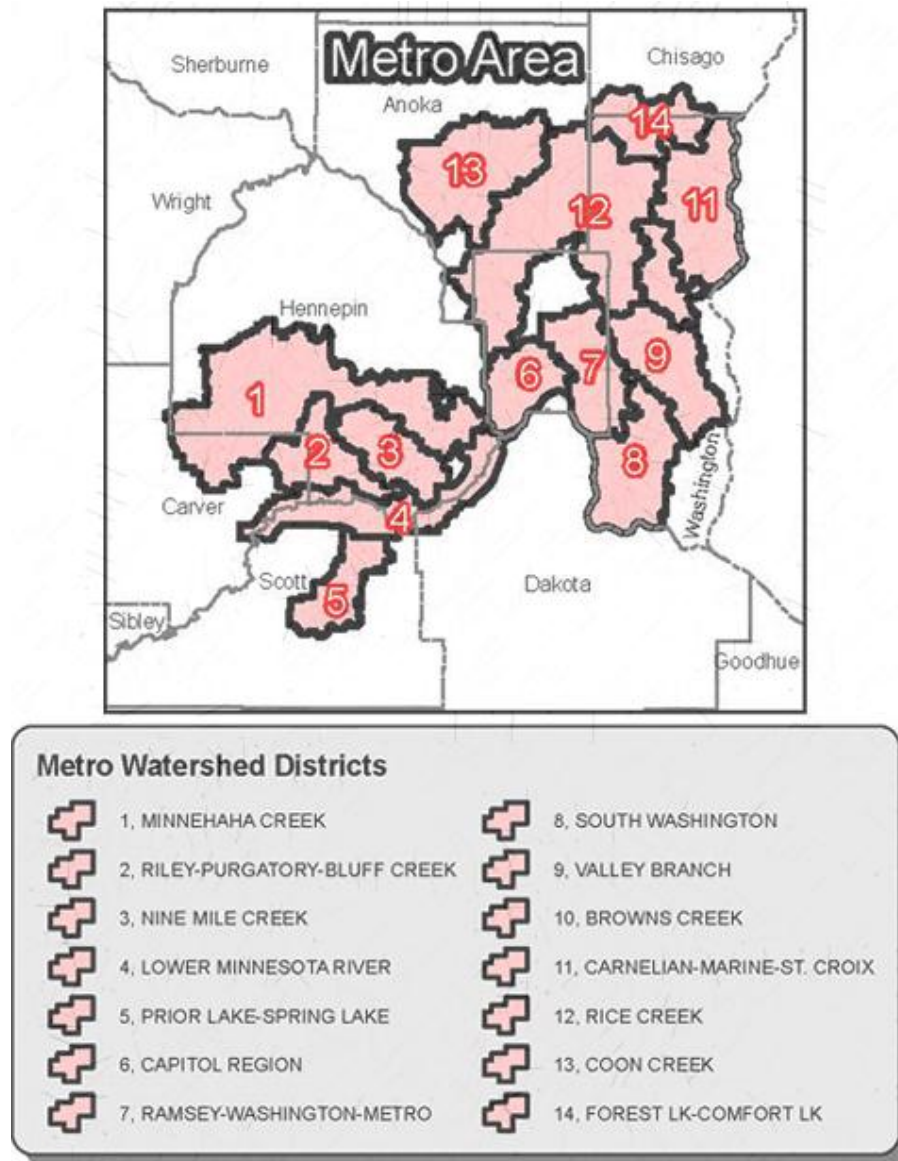 Metro Area
Sherburne
Chisago
Anoka
14
13
Wright
12
11
Hennepin
9
6
7
1
2
3
8
Washington
Carver
4
Scott
Dakota
5
Sibley
Goodhue
Metro Watershed Districts
1, MINNEHAHA CREEK
2, RILEY-PURGATORY-BLUFF CREEK
3, NINE MILE CREEK
4, LOWER MINNESOTA RIVER
5, PRIOR LAKE-SPRING LAKE
6, CAPITOL REGION
7, RAMSEY-WASHINGTON-METRO
8, SOUTH WASHINGTON
9, VALLEY BRANCH
10, BROWNS CREEK
11, CARNELIAN-MARINE-ST. CROIX
12, RICE CREEK
13, COON CREEK
14, FOREST LK-COMFORT LK